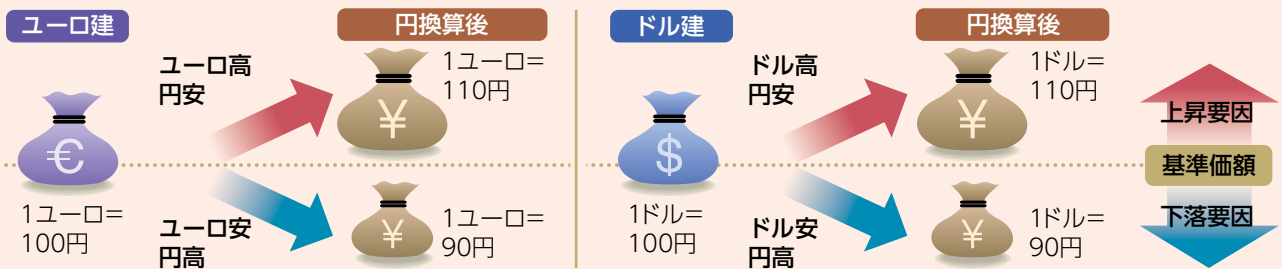 ユーロ建
円換算後
ユーロ高
円安
1ユーロ=
110円
¥
€
1ユーロ=
100円
ユーロ安
円高
¥
1ユーロ=
90円
ドル建
円換算後
ドル高
円安
1ドル=
110円
¥
$
1ドル=
100円
ドル安
円高
¥
1ドル=
90円
上昇要因
基準価額
下落要因